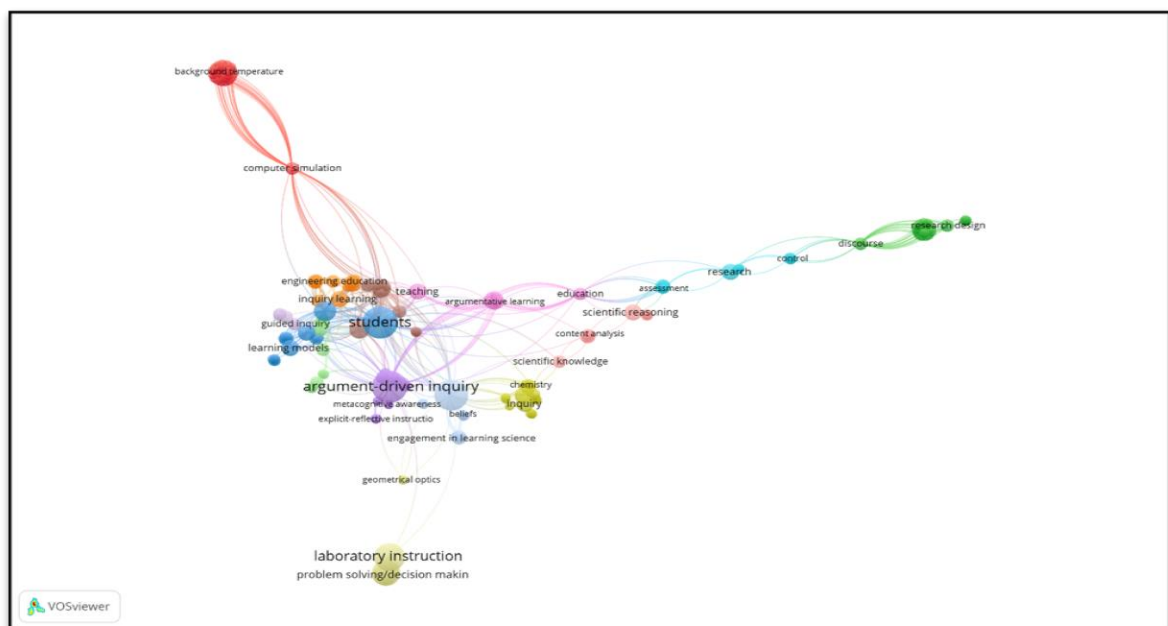 background temperature
computer simulation
research design
discourse
control
research
engineering education
assessment
teaching
education
inquiry learning
argumentative learning
scientific reasoning
guided inquiry
students
content analysis
learning models
scientific knowledge
argument-driven inquiry
chemistry
metacognitive awareness
inquiry
beliefs
explicit-reflective instructio
engagement in learning science
geometrical optics
laboratory instruction
problem solving/decision makin
VOSviewer